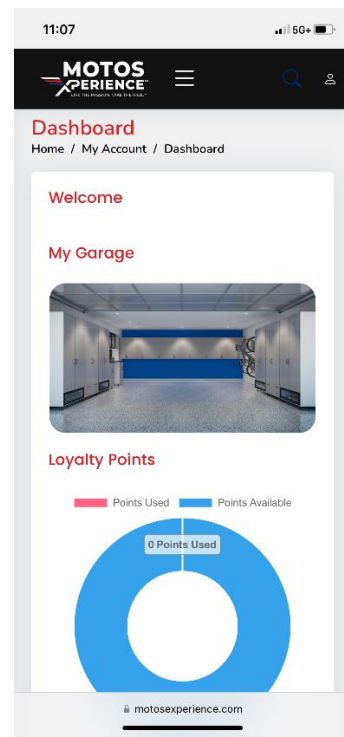 11:07
5G+
MOTOS
XPERIENCE
Dashboard
Home / My Account / Dashboard
Welcome
My Garage
Loyalty Points
Points Used Points Available
0 Points Used
motosexperience.com